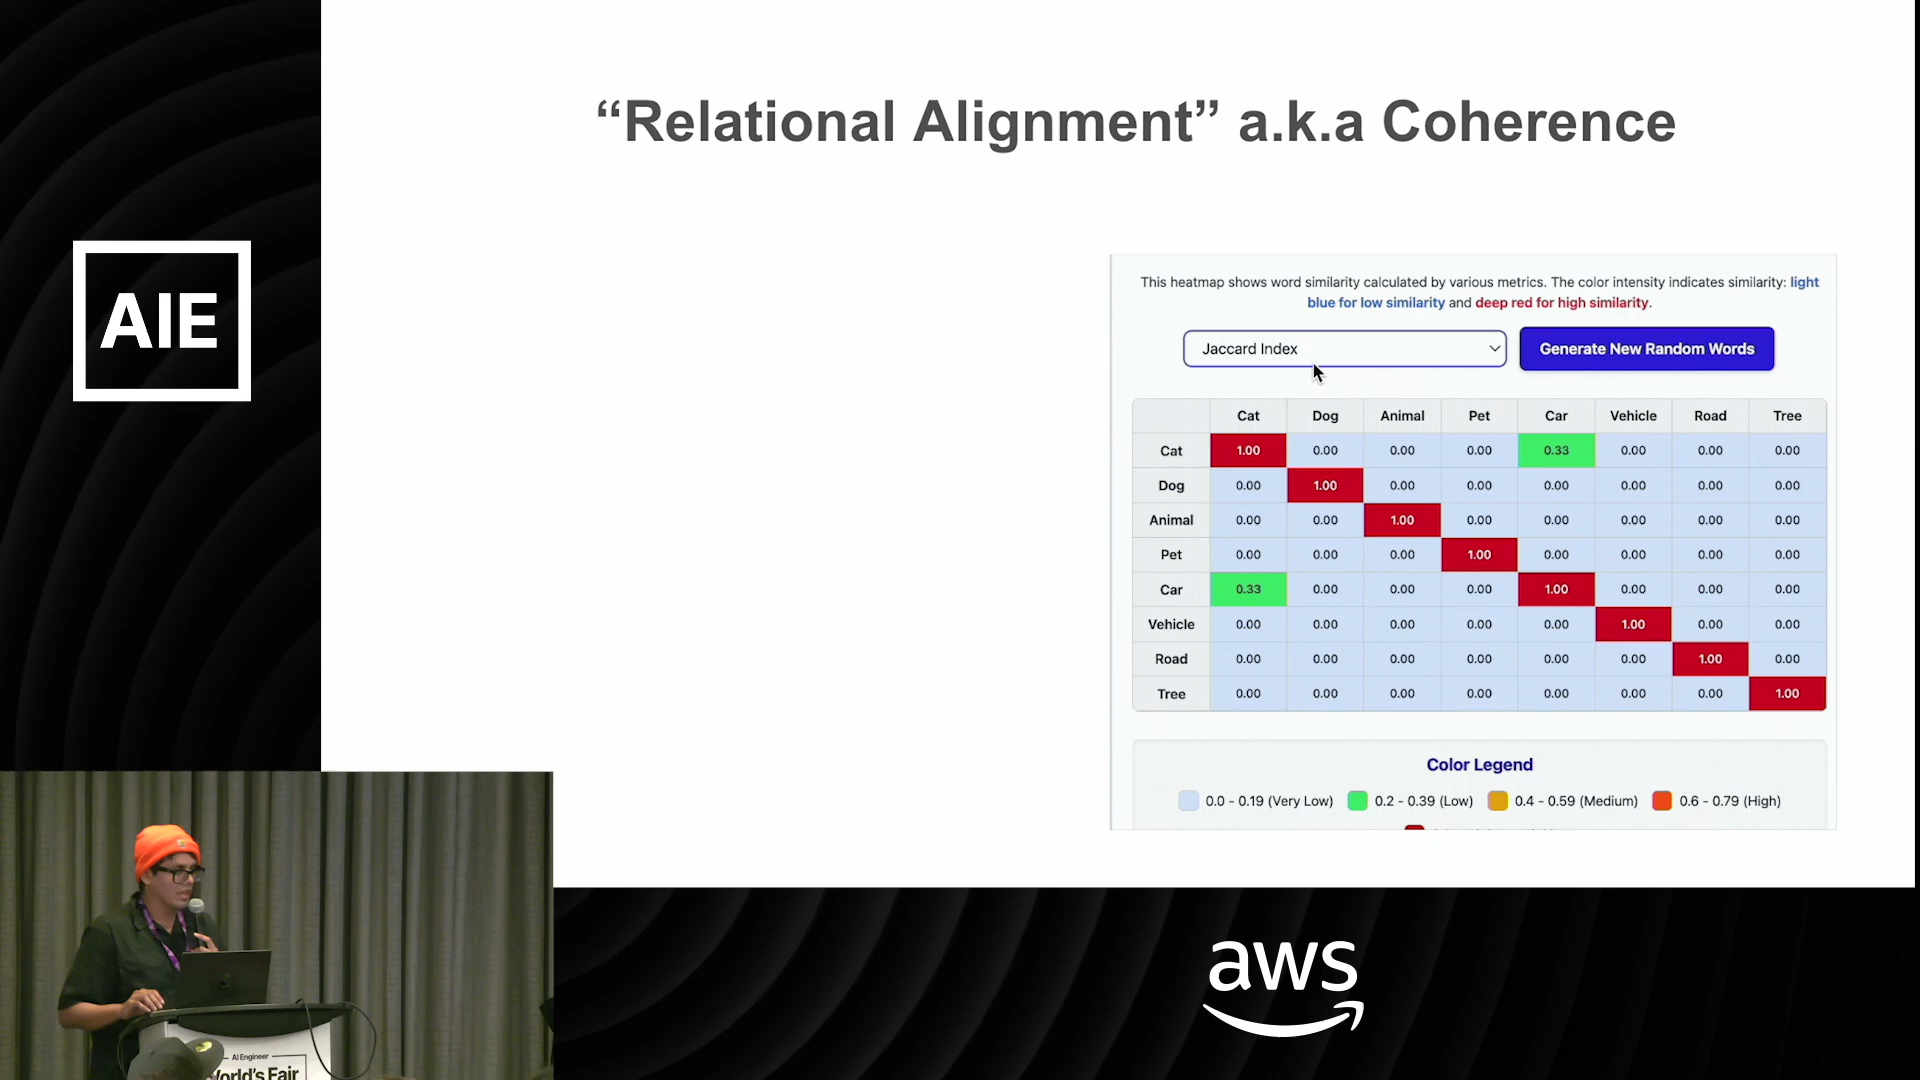 “Relational Alignment” a.k.a Coherence
AIE
This heatmap shows word similarity calculated by various metrics. The color intensity indicates similarity: light
blue for low similarity and deep red for high similarity.
Jaccard Index
Generate New Random Words
Cat Dog Animal Pet Car Vehicle Road Tree
Cat 1.00 0.00 0.00 0.00 0.33 0.00 0.00 0.00
Dog 0.00 1.00 0.00 0.00 0.00 0.00 0.00 0.00
Animal 0.00 0.00 1.00 0.00 0.00 0.00 0.00 0.00
Pet 0.00 0.00 0.00 1.00 0.00 0.00 0.00 0.00
Car 0.33 0.00 0.00 0.00 1.00 0.00 0.00 0.00
Vehicle 0.00 0.00 0.00 0.00 0.00 1.00 0.00 0.00
Road 0.00 0.00 0.00 0.00 0.00 0.00 1.00 0.00
Tree 0.00 0.00 0.00 0.00 0.00 0.00 0.00 1.00
Color Legend
0.0 - 0.19 (Very Low) 0.2 - 0.39 (Low) 0.4 - 0.59 (Medium) 0.6 - 0.79 (High)
aws
AI Engineer
World's Fair